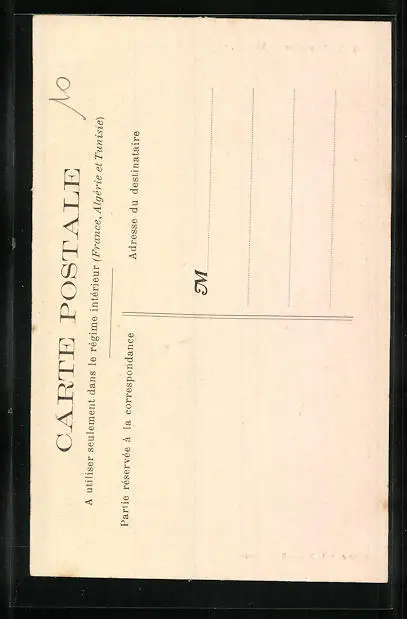 10
CARTE POSTALE
A utiliser seulement dans le régime intérieur (France, Algérie et Tunisie)
Partie réservée à la correspondance
Adresse du destinataire
M